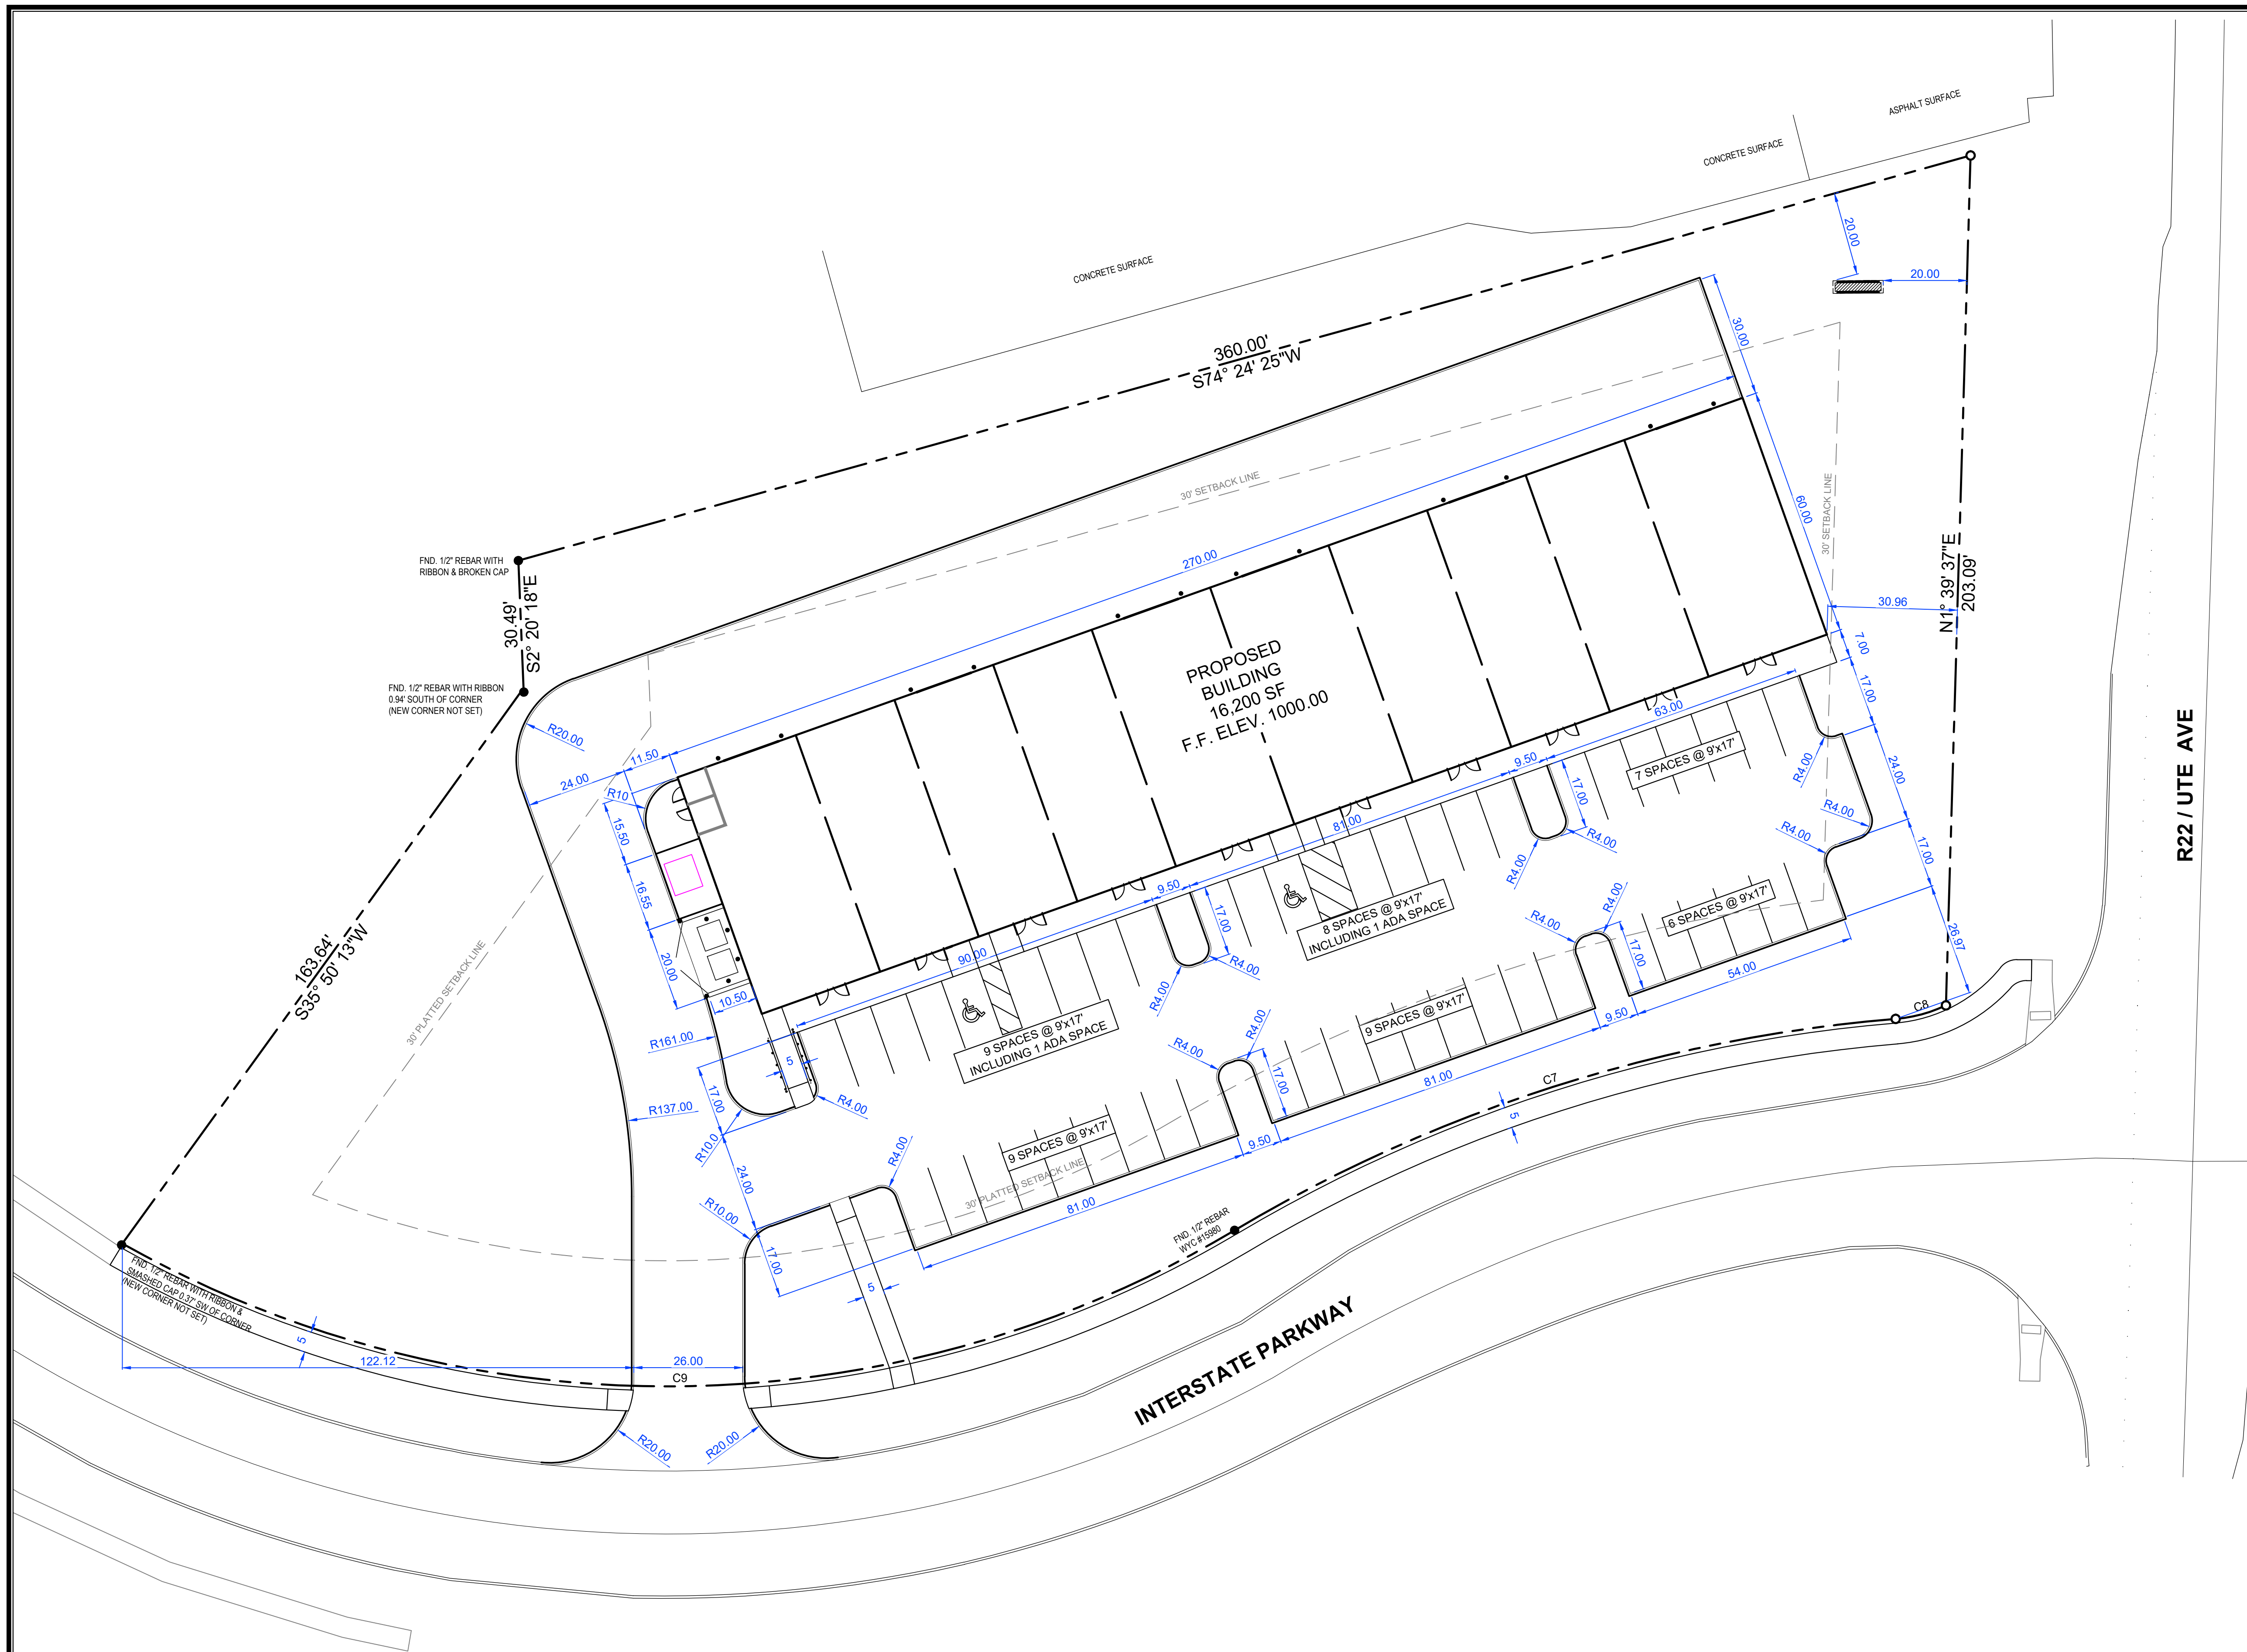 ASPHALT SURFACE
CONCRETE SURFACE
CONCRETE SURFACE
20.00
20.00
360.00'
S74° 24' 25"W
30.00
30' SETBACK LINE
30' SETBACK LINE
60.00
270.00
FND. 1/2" REBAR WITH
RIBBON & BROKEN CAP
30.49'
S2° 20' 18"E
FND. 1/2" REBAR WITH RIBBON
0.94' SOUTH OF CORNER
(NEW CORNER NOT SET)
N1° 39' 37"E
203.09'
30.96
7.00
17.00
24.00
17.00
26.97
PROPOSED
BUILDING
16,200 SF
F.F. ELEV. 1000.00
R22 / UTE AVE
R20.00
24.00
11.50
R10
15.50
16.55
20.00
10.50
63.00
9.50
81.00
9.50
90.00
7 SPACES @ 9'x17'
R4.00
R4.00
R4.00
17.00
R4.00
R4.00
8 SPACES @ 9'x17'
INCLUDING 1 ADA SPACE
17.00
R4.00
R4.00
9 SPACES @ 9'x17'
INCLUDING 1 ADA SPACE
6 SPACES @ 9'x17'
R4.00
R4.00
17.00
54.00
9.50
9 SPACES @ 9'x17'
R4.00
R4.00
17.00
81.00
9.50
9 SPACES @ 9'x17'
R4.00
81.00
30' PLATTED SETBACK LINE
163.64'
S35° 50' 13"W
30' PLATTED SETBACK LINE
R161.00
R137.00
5
17.00
R4.00
R10.0
24.00
R10.00
17.00
5
C8
C7
5
FND. 1/2" REBAR
WYC #15980
FND. 1/2" REBAR WITH RIBBON &
SMASHED CAP 0.37' SW OF CORNER
(NEW CORNER NOT SET)
5
122.12
26.00
C9
R20.00
R20.00
INTERSTATE PARKWAY